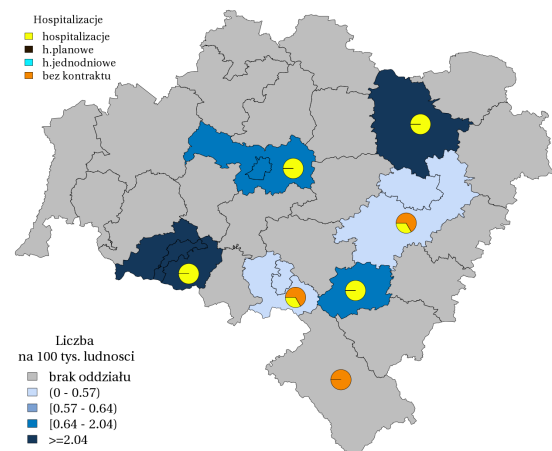 Hospitalizacje
hospitalizacje
h.planowe
h.jednodniowe
bez kontraktu
Liczba
na 100 tys. ludnosci
brak oddziału
(0 - 0.57)
[0.57 - 0.64)
[0.64 - 2.04)
>=2.04